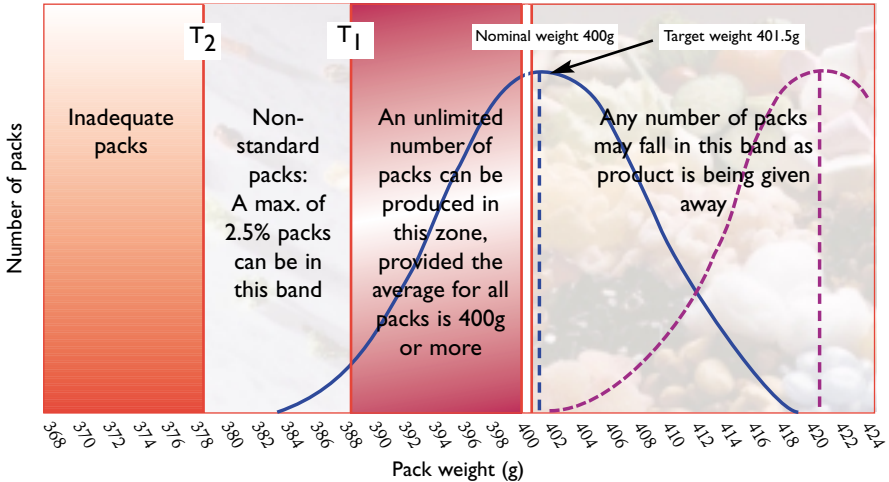 T2
T1
Nominal weight 400g
Target weight 401.5g
Number of packs
Inadequate
packs
Non-
standard
packs:
A max. of
2.5% packs
can be in
this band
An unlimited
number of
packs can be
produced in
this zone,
provided the
average for all
packs is 400g
or more
Any number of packs
may fall in this band as
product is being given
away
368 370 372 374 376 378 380 382 384 386 388 390 392 394 396 398 400 402 404 406 408 410 412 414 416 418 420 422 424
Pack weight (g)